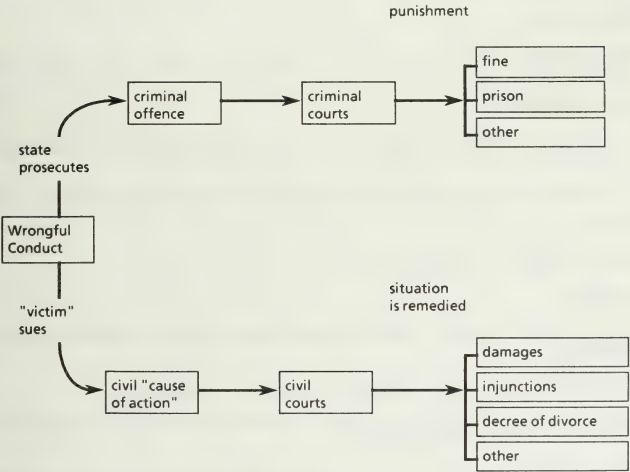 punishment
fine
criminal
offence
criminal
courts
prison
other
state
prosecutes
Wrongful
Conduct
situation
is remedied
"victim"
sues
damages
civil "cause
of action"
civil
courts
injunctions
decree of divorce
other